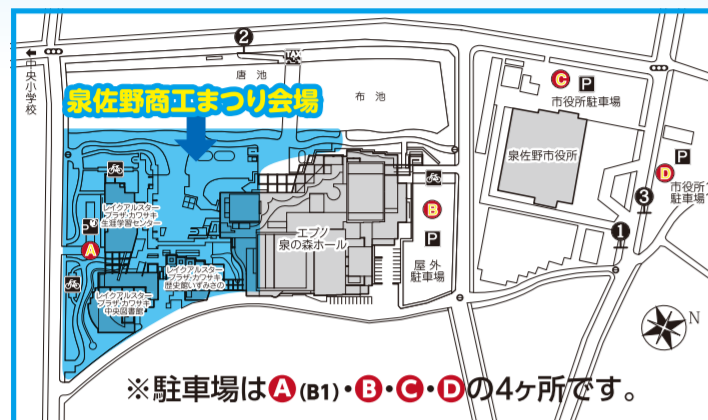 2
中央小学校
TAXI
唐池
布池
泉佐野商工まつり会場
C
P
市役所駐車場
泉佐野市役所
D
P
市役所
駐車場
3
1
B
P
屋外
駐車場
エブノ
泉の森ホール
レイクアルスター
プラザ・カワサキ
生涯学習センター
P
A
レイクアルスター
プラザ・カワサキ
歴史館いずみさの
レイクアルスター
プラザ・カワサキ
中央図書館
N
※駐車場はA(B1)・B・C・Dの4ヶ所です。